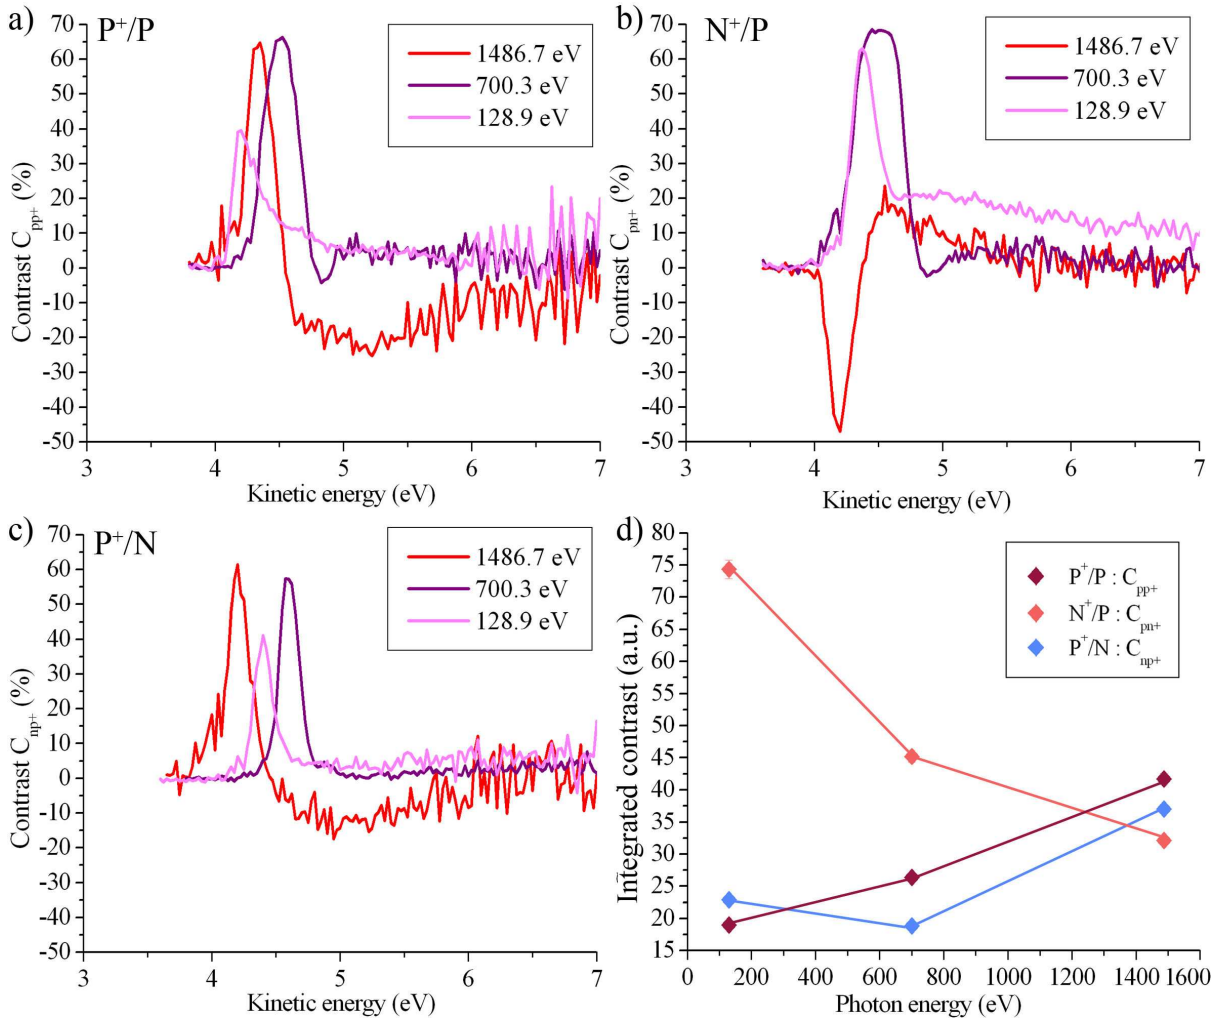 a) P⁺/P
1486.7 eV
700.3 eV
128.9 eV
Contrast C_pp+ (%)
70
60
50
40
30
20
10
0
-10
-20
-30
-40
-50
3 4 5 6 7
Kinetic energy (eV)
b) N⁺/P
1486.7 eV
700.3 eV
128.9 eV
Contrast C_pn+ (%)
70
60
50
40
30
20
10
0
-10
-20
-30
-40
-50
3 4 5 6 7
Kinetic energy (eV)
c) P⁺/N
1486.7 eV
700.3 eV
128.9 eV
Contrast C_np+ (%)
70
60
50
40
30
20
10
0
-10
-20
-30
-40
-50
3 4 5 6 7
Kinetic energy (eV)
d)
P⁺/P : C_pp+
N⁺/P : C_pn+
P⁺/N : C_np+
Integrated contrast (a.u.)
80
75
70
65
60
55
50
45
40
35
30
25
20
15
0 200 400 600 800 1000 1200 1400 1600
Photon energy (eV)